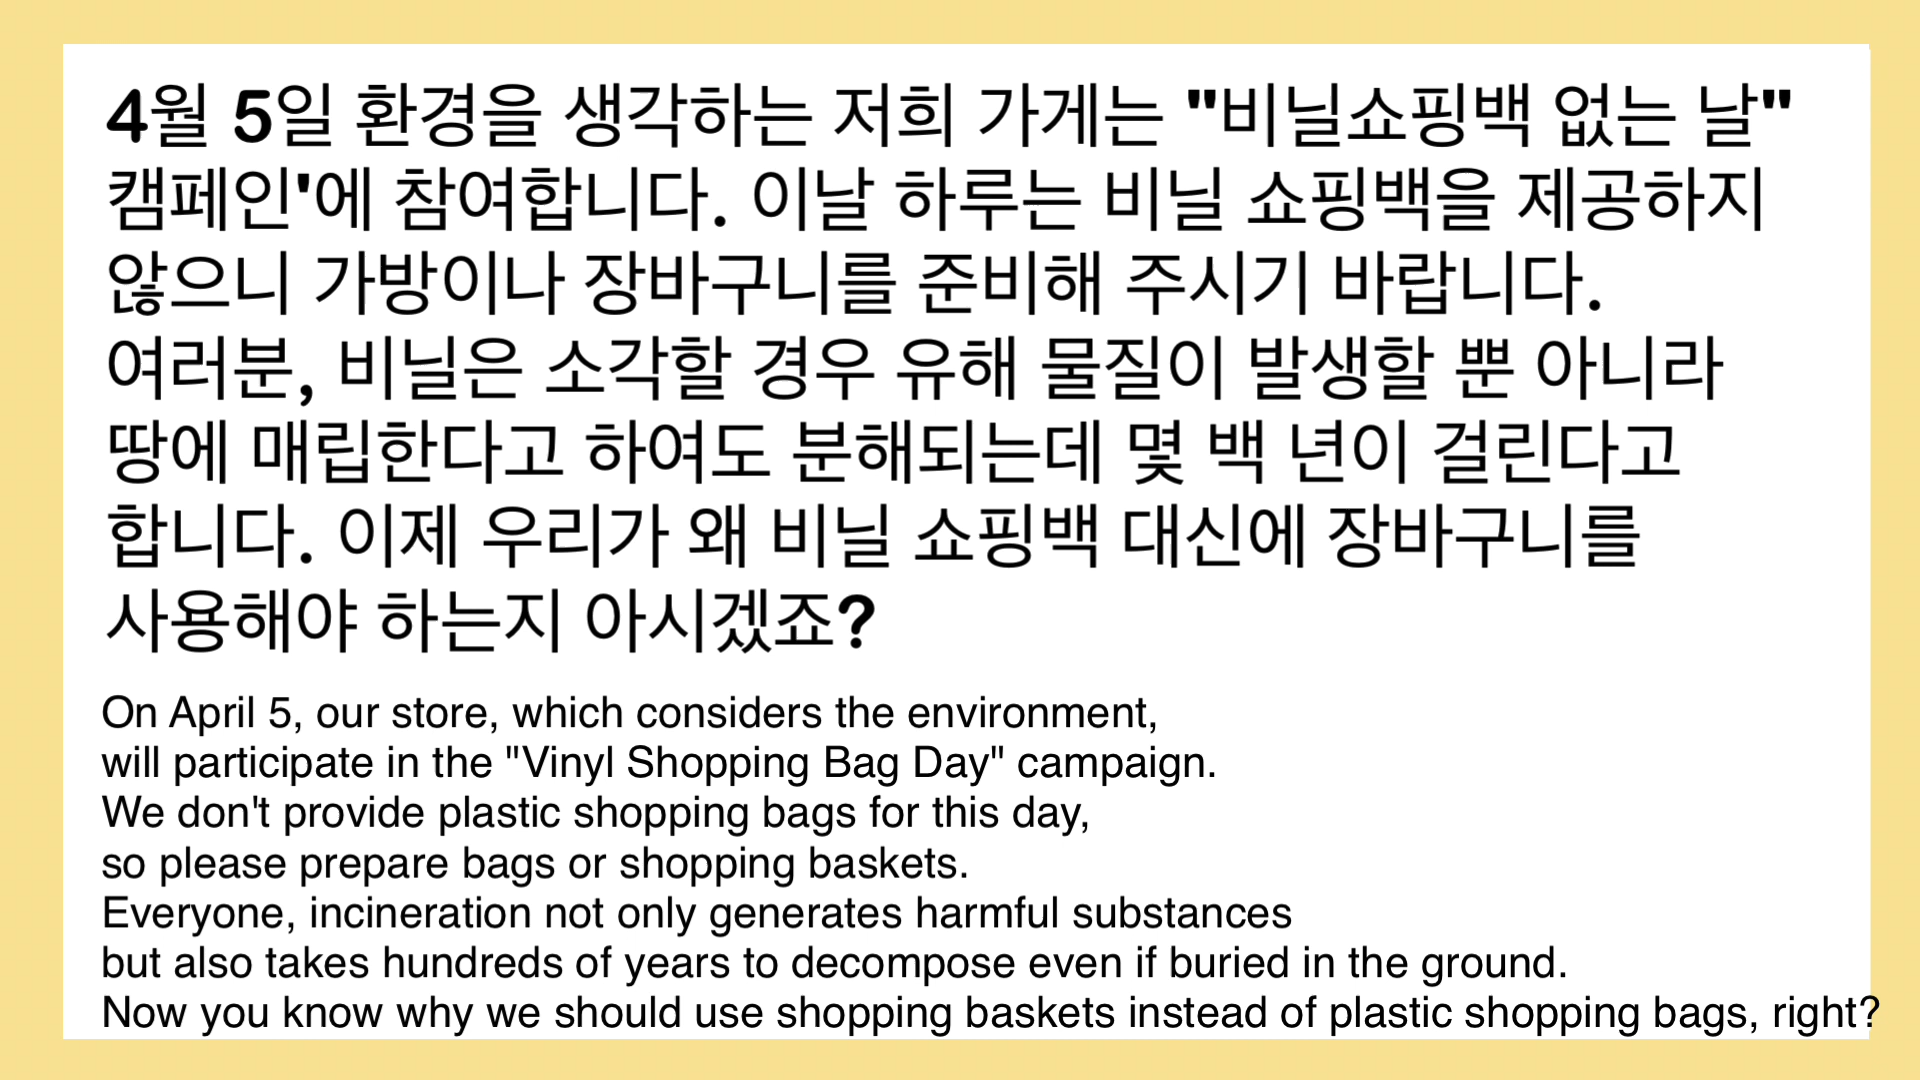 4월 5일 환경을 생각하는 저희 가게는 "비닐쇼핑백 없는 날"
캠페인'에 참여합니다. 이날 하루는 비닐 쇼핑백을 제공하지
않으니 가방이나 장바구니를 준비해 주시기 바랍니다.
여러분, 비닐은 소각할 경우 유해 물질이 발생할 뿐 아니라
땅에 매립한다고 하여도 분해되는데 몇 백 년이 걸린다고
합니다. 이제 우리가 왜 비닐 쇼핑백 대신에 장바구니를
사용해야 하는지 아시겠죠?
On April 5, our store, which considers the environment,
will participate in the "Vinyl Shopping Bag Day" campaign.
We don't provide plastic shopping bags for this day,
so please prepare bags or shopping baskets.
Everyone, incineration not only generates harmful substances
but also takes hundreds of years to decompose even if buried in the ground.
Now you know why we should use shopping baskets instead of plastic shopping bags, right?